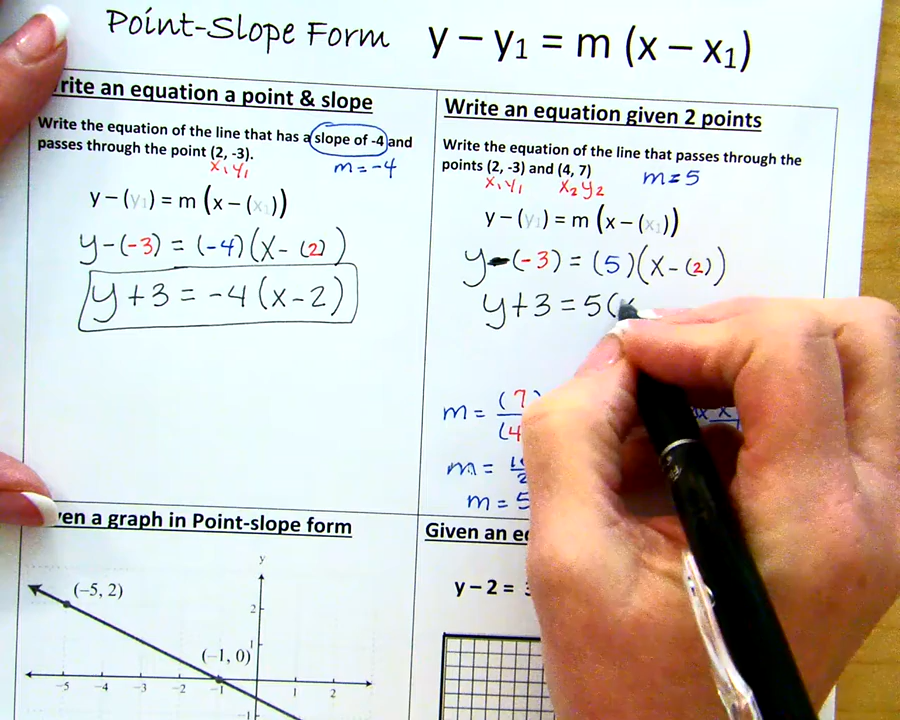 Point-Slope Form y – y₁ = m (x – x₁)
rite an equation a point & slope
Write the equation of the line that has a slope of -4 and
passes through the point (2, -3).
x₁ y₁ m = -4
y – (y₁) = m (x – (x₁))
y - (-3) = (-4)(x - (2))
y + 3 = -4 (x - 2)
Write an equation given 2 points
Write the equation of the line that passes through the
points (2, -3) and (4, 7)
x₁ y₁ x₂ y₂ m = 5
y – (y₁) = m (x – (x₁))
y - (-3) = (5)(x - (2))
y + 3 = 5 (
m = (7)
(4
m =
2
m = 5
en a graph in Point-slope form
(−5, 2)
(−1, 0)
y
2
1
−5 −4 −3 −2 −1 1 2
−1
Given an
y – 2 =